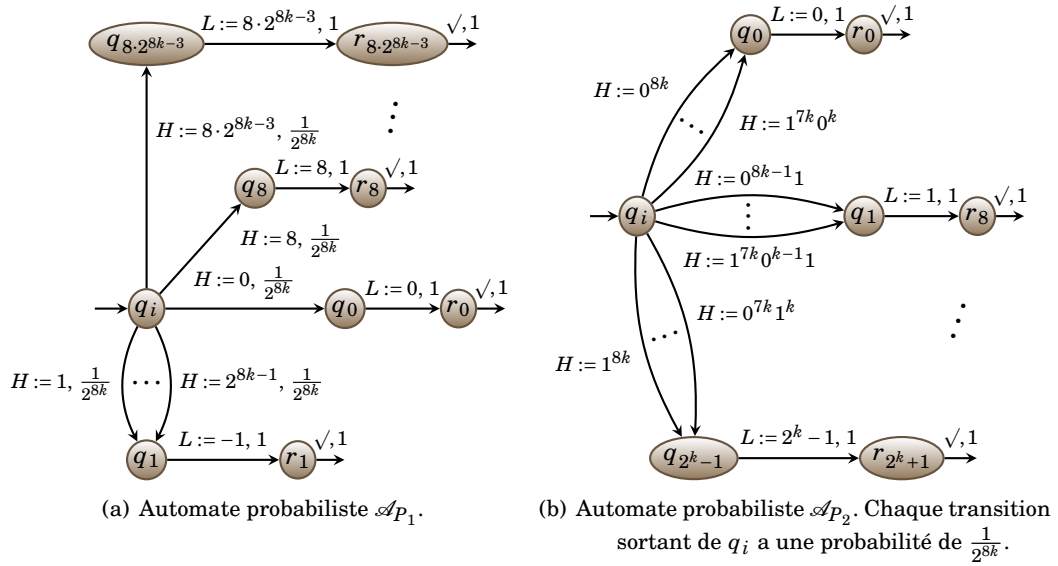 q_{8·2^{8k−3}}
L := 8·2^{8k−3}, 1
r_{8·2^{8k−3}}
√, 1
H := 8·2^{8k−3}, 1/2^{8k}
⋮
q_8
L := 8, 1
r_8
√, 1
H := 8, 1/2^{8k}
q_i
H := 0, 1/2^{8k}
q_0
L := 0, 1
r_0
√, 1
H := 1, 1/2^{8k}
···
H := 2^{8k−1}, 1/2^{8k}
q_1
L := −1, 1
r_1
√, 1
(a) Automate probabiliste 𝒜_{P_1}.
q_0
L := 0, 1
r_0
√, 1
H := 0^{8k}
···
H := 1^{7k}0^k
q_i
H := 0^{8k−1}1
⋮
H := 1^{7k}0^{k−1}1
q_1
L := 1, 1
r_8
√, 1
H := 1^{8k}
···
H := 0^{7k}1^k
⋮
q_{2^k−1}
L := 2^k − 1, 1
r_{2^k+1}
√, 1
(b) Automate probabiliste 𝒜_{P_2}. Chaque transition
sortant de q_i a une probabilité de 1/2^{8k}.